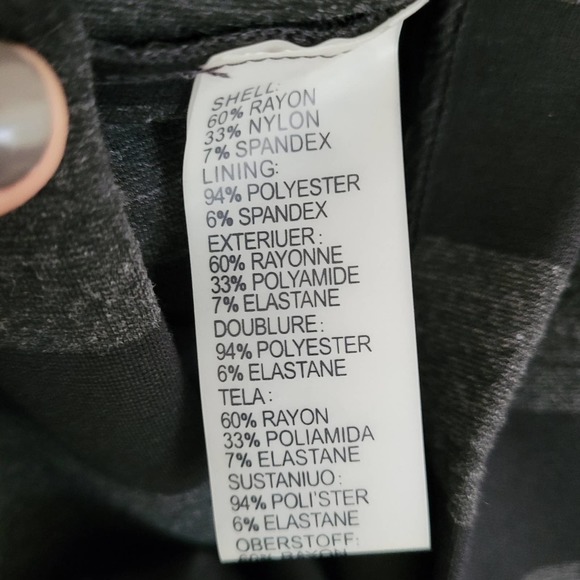 SHELL:
60% RAYON
33% NYLON
7% SPANDEX
LINING:
94% POLYESTER
6% SPANDEX
EXTERIUER:
60% RAYONNE
33% POLYAMIDE
7% ELASTANE
DOUBLURE:
94% POLYESTER
6% ELASTANE
TELA:
60% RAYON
33% POLIAMIDA
7% ELASTANE
SUSTANIUO:
94% POLI'STER
6% ELASTANE
OBERSTOFF:
60% RAYON